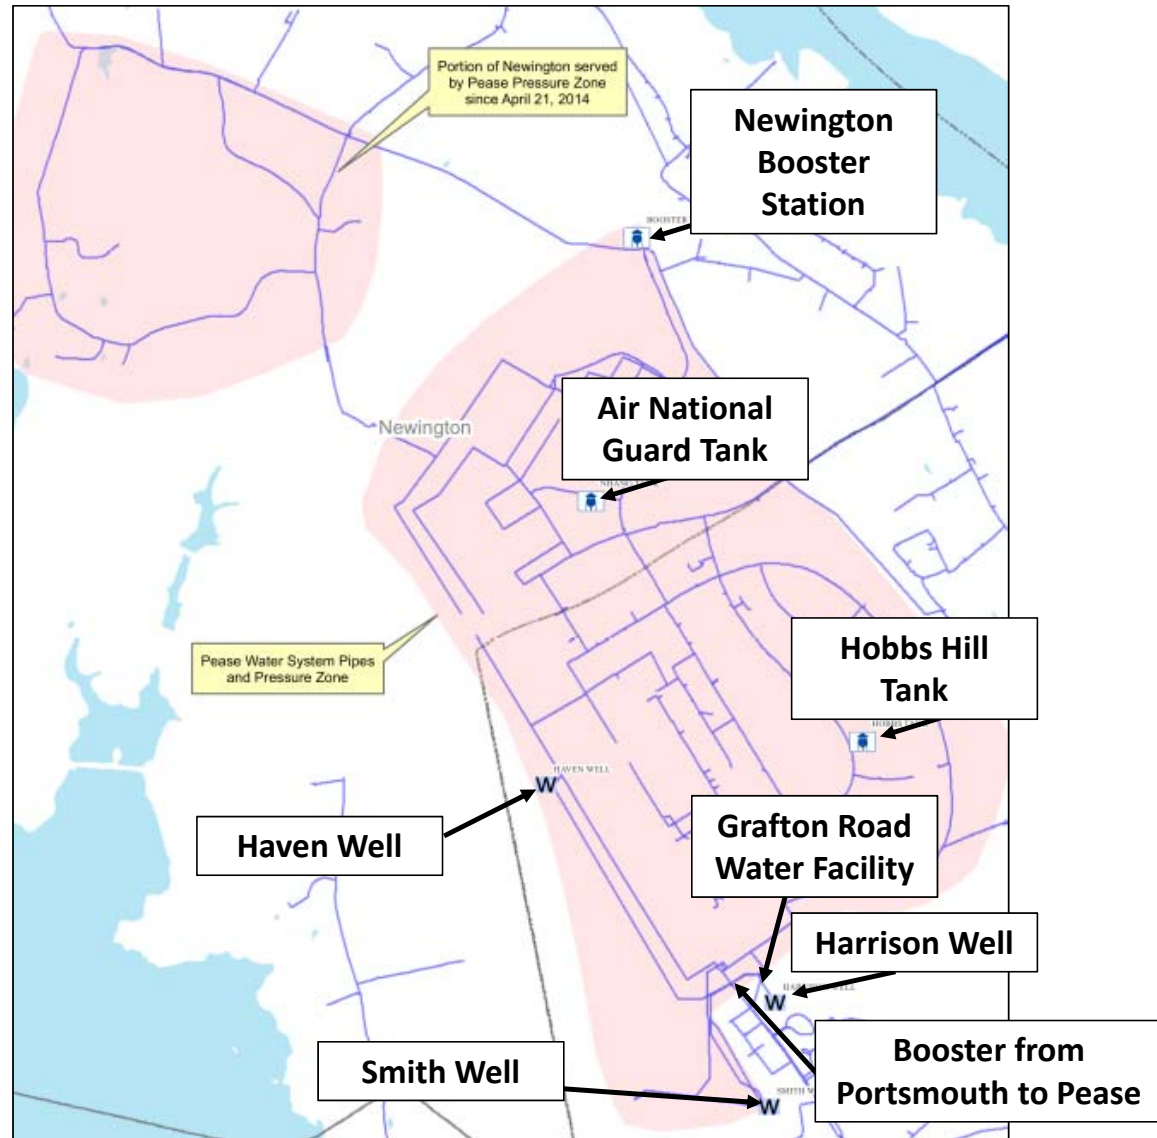 Portion of Newington served
by Pease Pressure Zone
since April 21, 2014
Newington
Booster
Station
BOOSTER
Air National
Guard Tank
Newington
Pease Water System Pipes
and Pressure Zone
Hobbs Hill
Tank
HAVEN WELL
W
Haven Well
Grafton Road
Water Facility
Harrison Well
W
Smith Well
Booster from
Portsmouth to Pease
SMITH
W